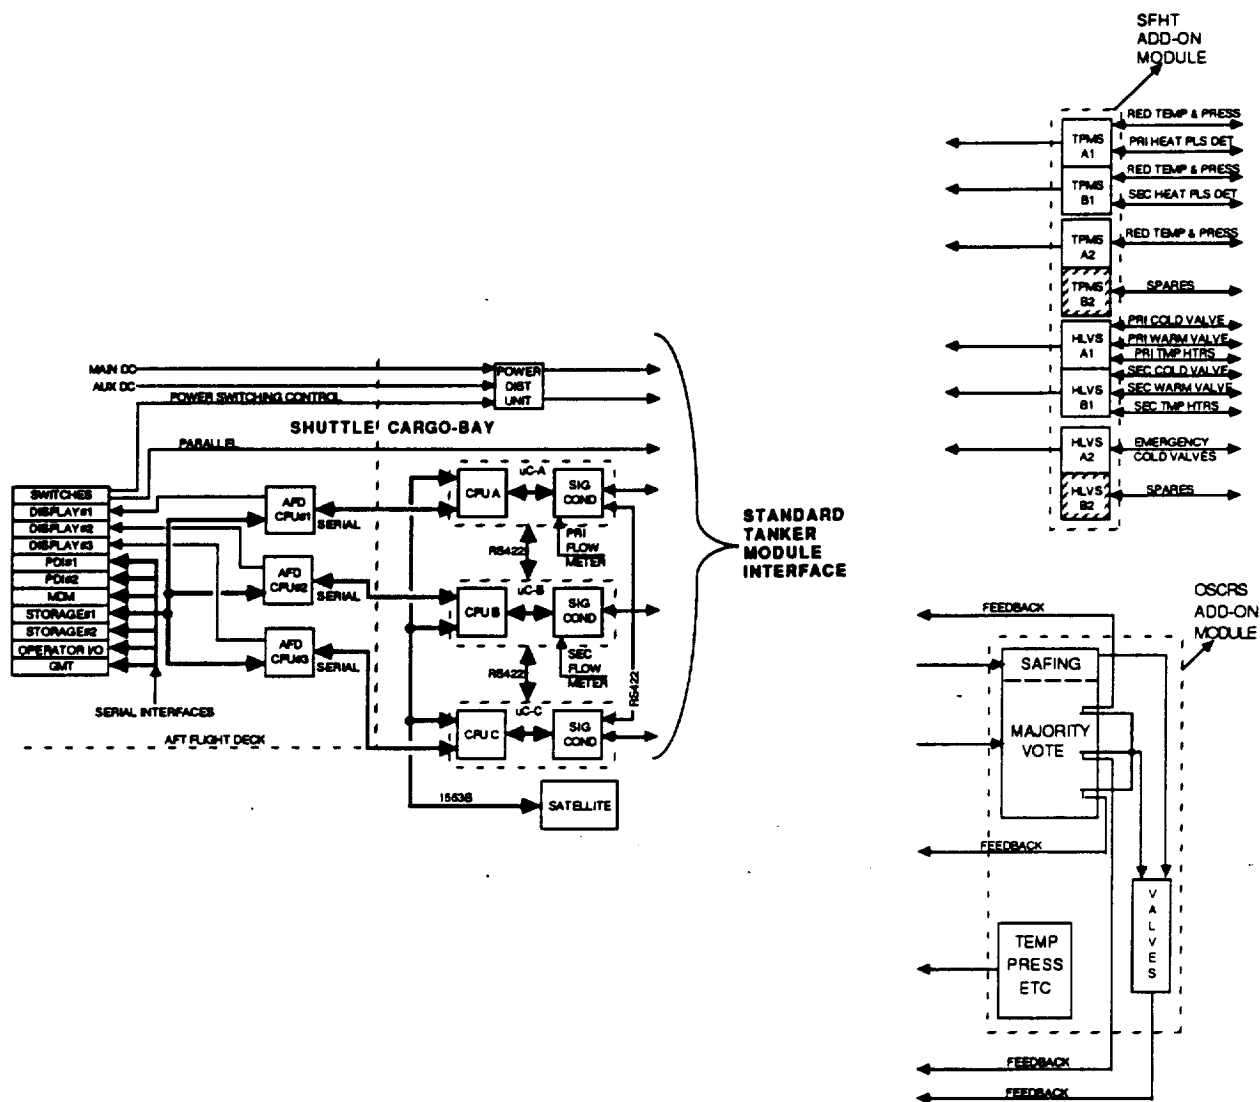 SFHT
ADD-ON
MODULE
RED TEMP & PRESS
TPMS
A1
PRI HEAT PLS DET
RED TEMP & PRESS
TPMS
B1
SEC HEAT PLS DET
TPMS
A2
RED TEMP & PRESS
TPMS
B2
SPARES
PRI COLD VALVE
HLVS
A1
PRI WARM VALVE
PRI TMP HTRS
SEC COLD VALVE
HLVS
B1
SEC WARM VALVE
SEC TMP HTRS
HLVS
A2
EMERGENCY
COLD VALVES
HLVS
B2
SPARES
MAIN DC
AUX DC
POWER SWITCHING CONTROL
POWER
DIST
UNIT
SHUTTLE CARGO-BAY
PARALLEL
SWITCHES
DISPLAY#1
DISPLAY#2
DISPLAY#3
PDI#1
PDI#2
MDM
STORAGE#1
STORAGE#2
OPERATOR I/O
GMT
SERIAL INTERFACES
AFT FLIGHT DECK
AFD
CPU#1
SERIAL
AFD
CPU#2
SERIAL
AFD
CPU#3
SERIAL
uC-A
CPU A
SIG
COND
RS422
PRI
FLOW
METER
uC-B
CPU B
SIG
COND
RS422
SEC
FLOW
METER
RS422
uC-C
CPU C
SIG
COND
1553B
SATELLITE
STANDARD
TANKER
MODULE
INTERFACE
OSCRS
ADD-ON
MODULE
FEEDBACK
SAFING
MAJORITY
VOTE
FEEDBACK
VALVES
TEMP
PRESS
ETC
FEEDBACK
FEEDBACK